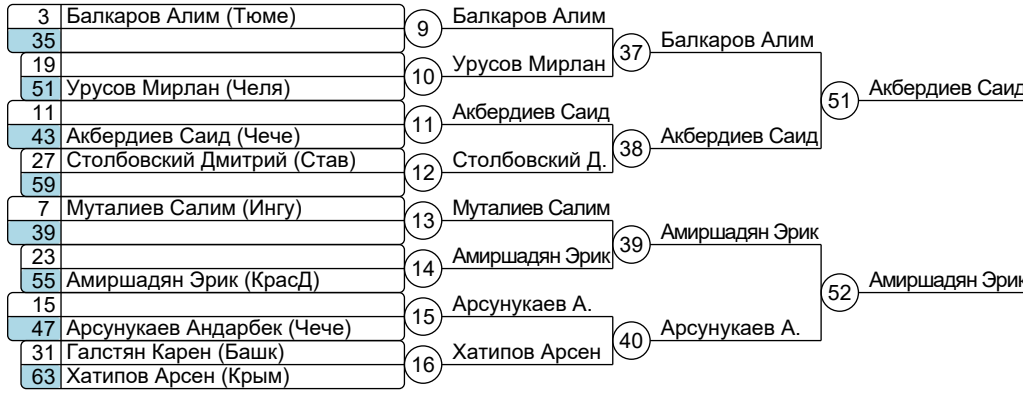 3 Балкаров Алим (Тюме)
35
19
51 Урусов Мирлан (Челя)
11
43 Акбердиев Саид (Чече)
27 Столбовский Дмитрий (Став)
59
7 Муталиев Салим (Ингу)
39
23
55 Амиршадян Эрик (КрасД)
15
47 Арсунукаев Андарбек (Чече)
31 Галстян Карен (Башк)
63 Хатипов Арсен (Крым)
9 Балкаров Алим
10 Урусов Мирлан
11 Акбердиев Саид
12 Столбовский Д.
13 Муталиев Салим
14 Амиршадян Эрик
15 Арсунукаев А.
16 Хатипов Арсен
37 Балкаров Алим
38 Акбердиев Саид
39 Амиршадян Эрик
40 Арсунукаев А.
51 Акбердиев Саид
52 Амиршадян Эрик